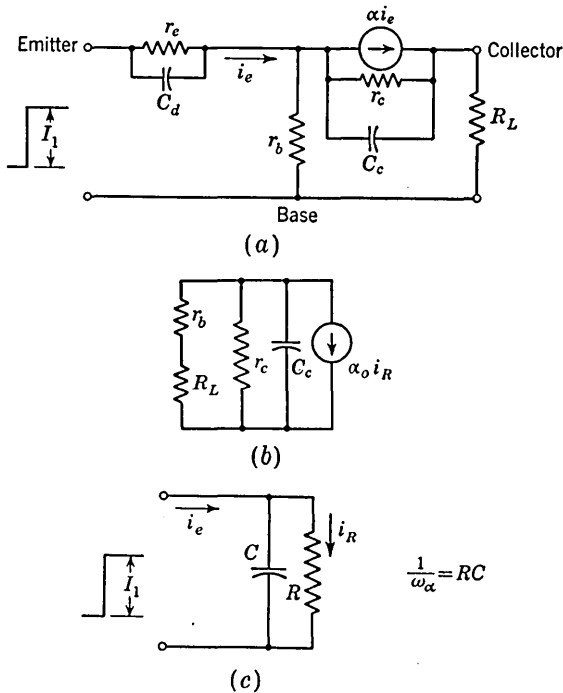 αi_e
Emitter
r_e
Collector
i_e
C_d
r_c
I_1
r_b
R_L
C_c
Base
(a)
r_b
r_c
C_c
α_o i_R
R_L
(b)
i_e
i_R
C
I_1
R
1/ω_α = RC
(c)